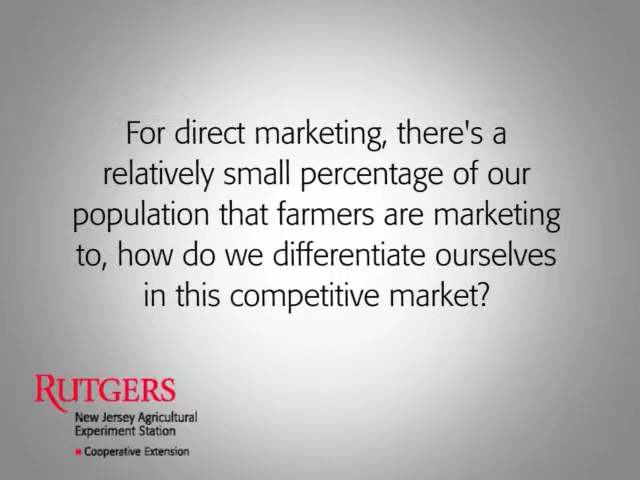 For direct marketing, there's a
relatively small percentage of our
population that farmers are marketing
to, how do we differentiate ourselves
in this competitive market?
RUTGERS
New Jersey Agricultural
Experiment Station
Cooperative Extension